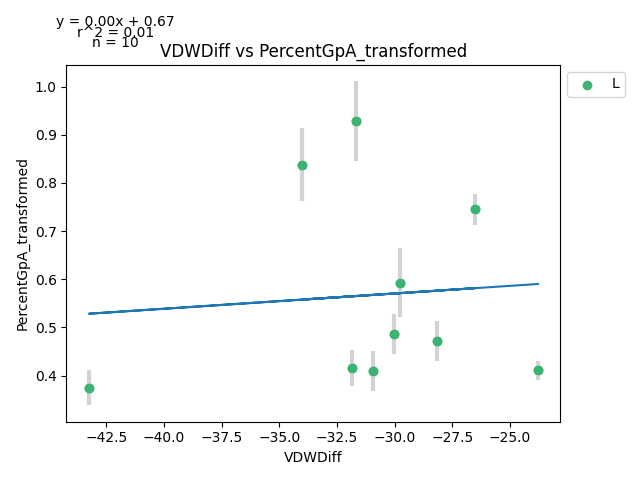 y = 0.00x + 0.67
r^2 = 0.01
n = 10
VDWDiff vs PercentGpA_transformed
L
PercentGpA_transformed
1.0
0.9
0.8
0.7
0.6
0.5
0.4
−42.5 −40.0 −37.5 −35.0 −32.5 −30.0 −27.5 −25.0
VDWDiff